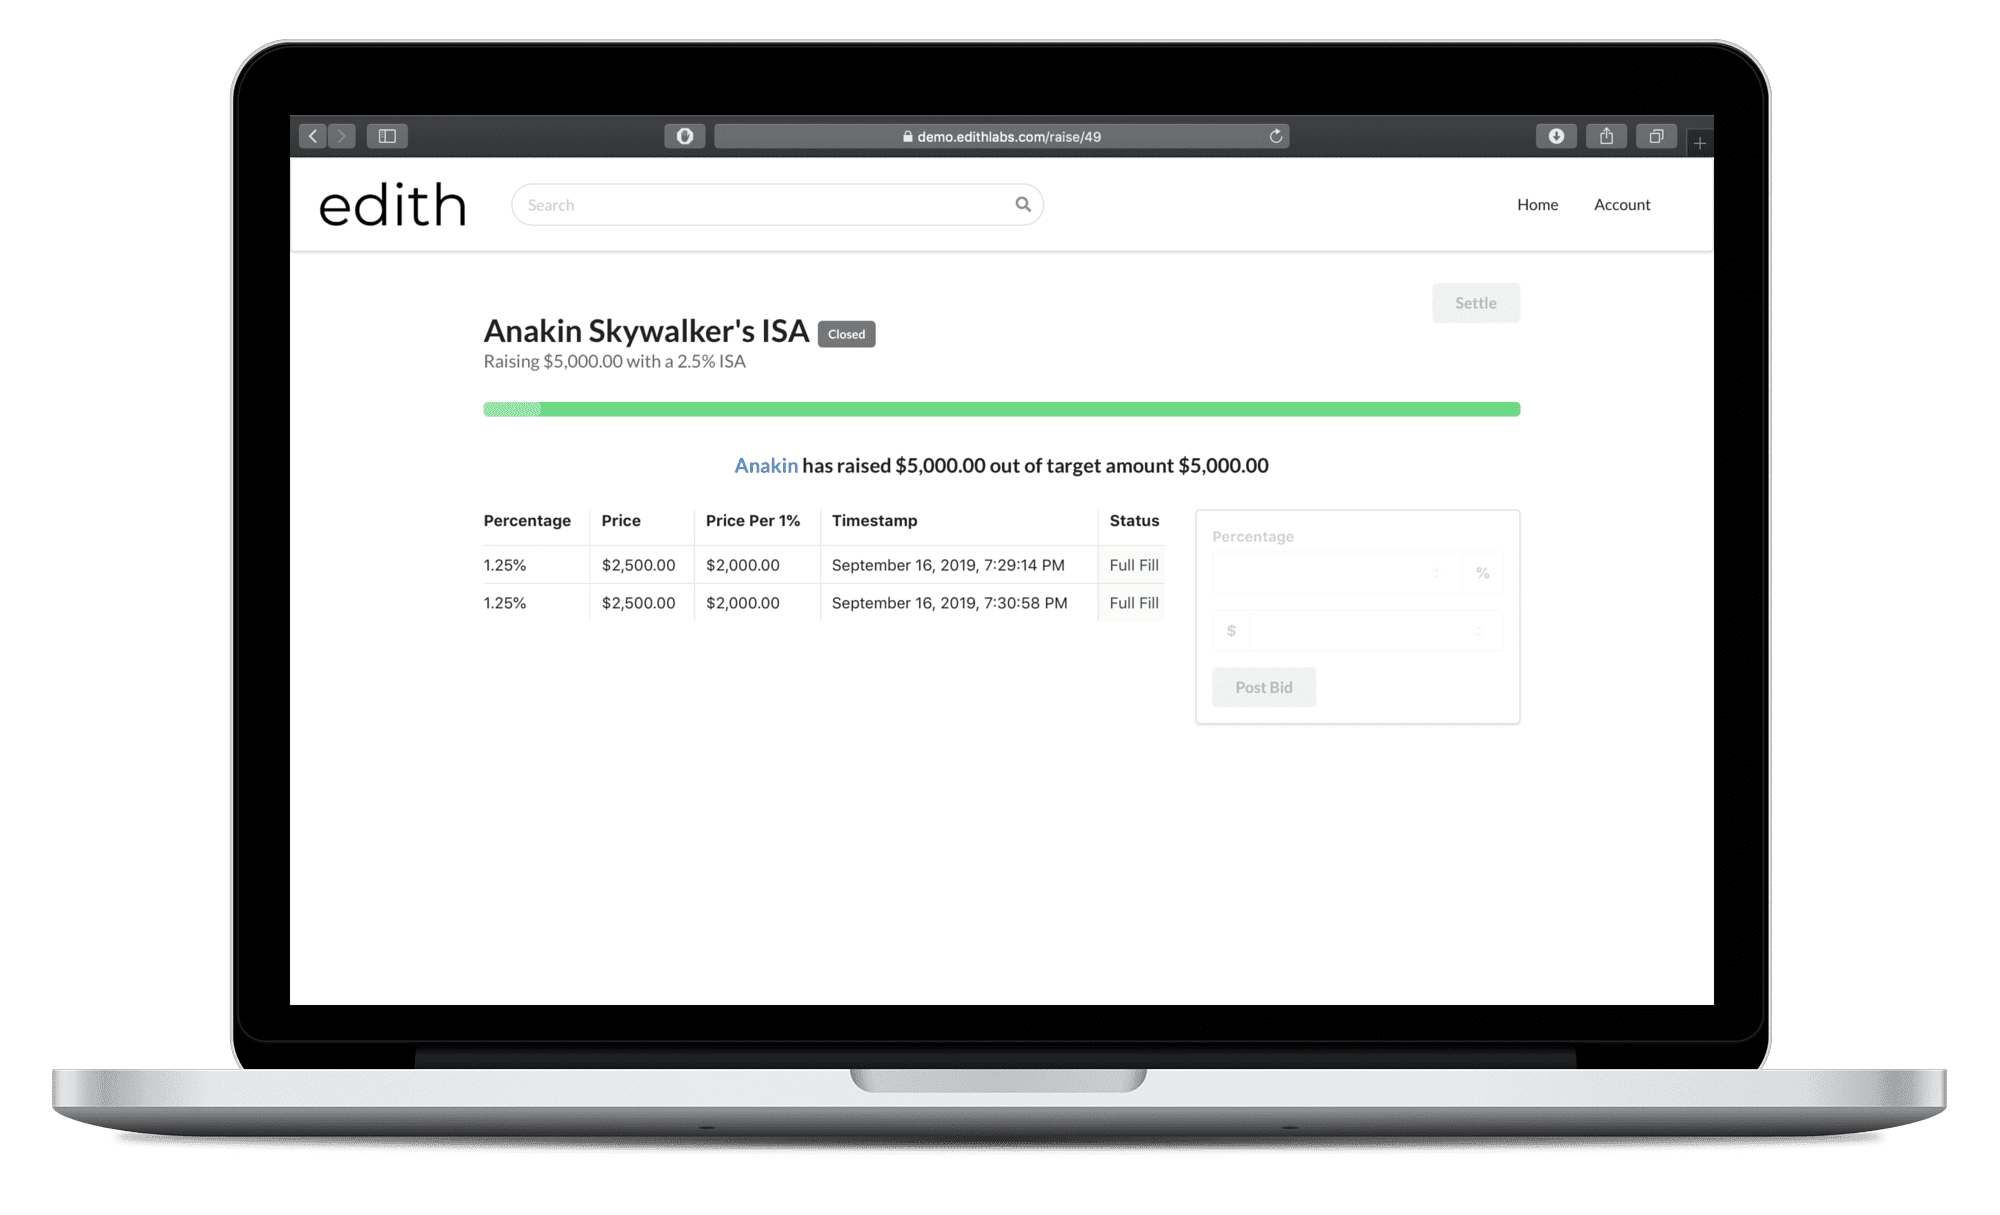 demo.edithlabs.com/raise/49
edith
Search
Home
Account
Settle
Anakin Skywalker's ISA Closed
Raising $5,000.00 with a 2.5% ISA
Anakin has raised $5,000.00 out of target amount $5,000.00
Percentage Price Price Per 1% Timestamp Status
1.25% $2,500.00 $2,000.00 September 16, 2019, 7:29:14 PM Full Fill
1.25% $2,500.00 $2,000.00 September 16, 2019, 7:30:58 PM Full Fill
Percentage
%
$
Post Bid